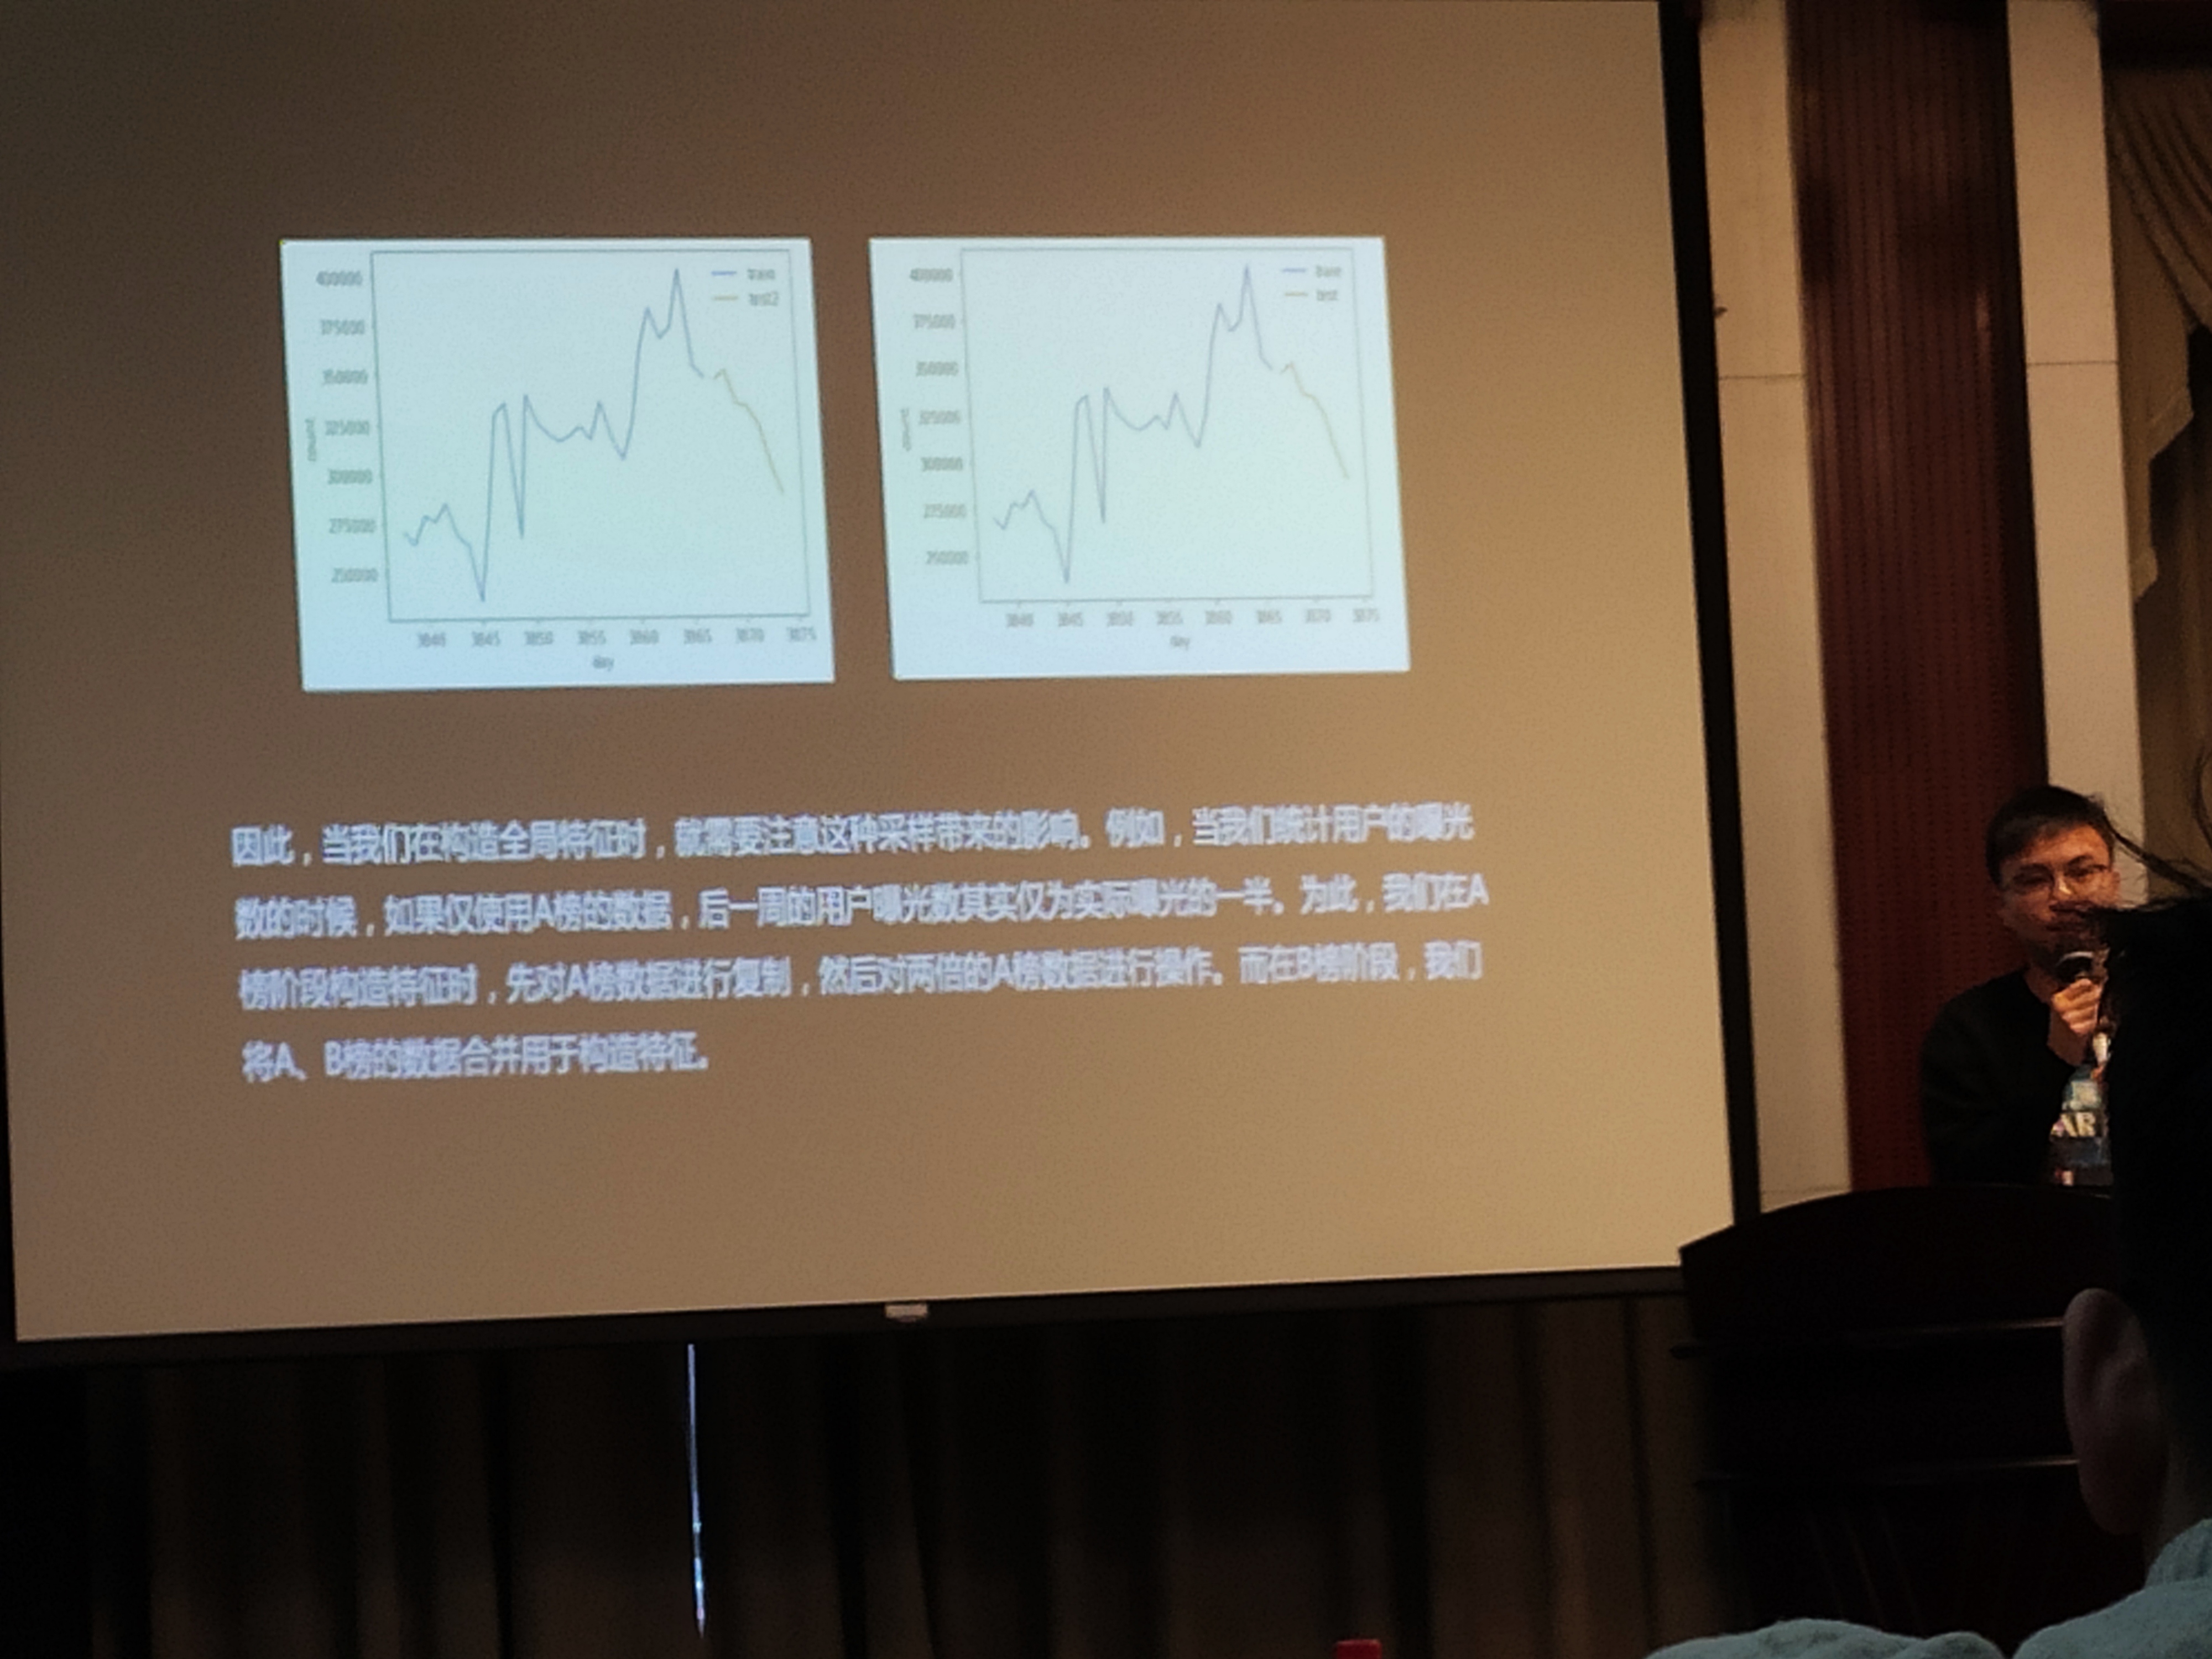 400000
375000
350000
325000
300000
275000
250000
count
train
test2
3840 3845 3850 3855 3860 3865 3870 3875
day
400000
375000
350000
325000
300000
275000
250000
count
train
test
3840 3845 3850 3855 3860 3865 3870 3875
day
因此，当我们在构造全局特征时，就需要注意这种采样带来的影响。例如，当我们统计用户的曝光
数的时候，如果仅使用A榜的数据，后一周的用户曝光数其实仅为实际曝光的一半。为此，我们在A
榜阶段构造特征时，先对A榜数据进行复制，然后对两倍的A榜数据进行操作。而在B榜阶段，我们
将A、B榜的数据合并用于构造特征。
AR